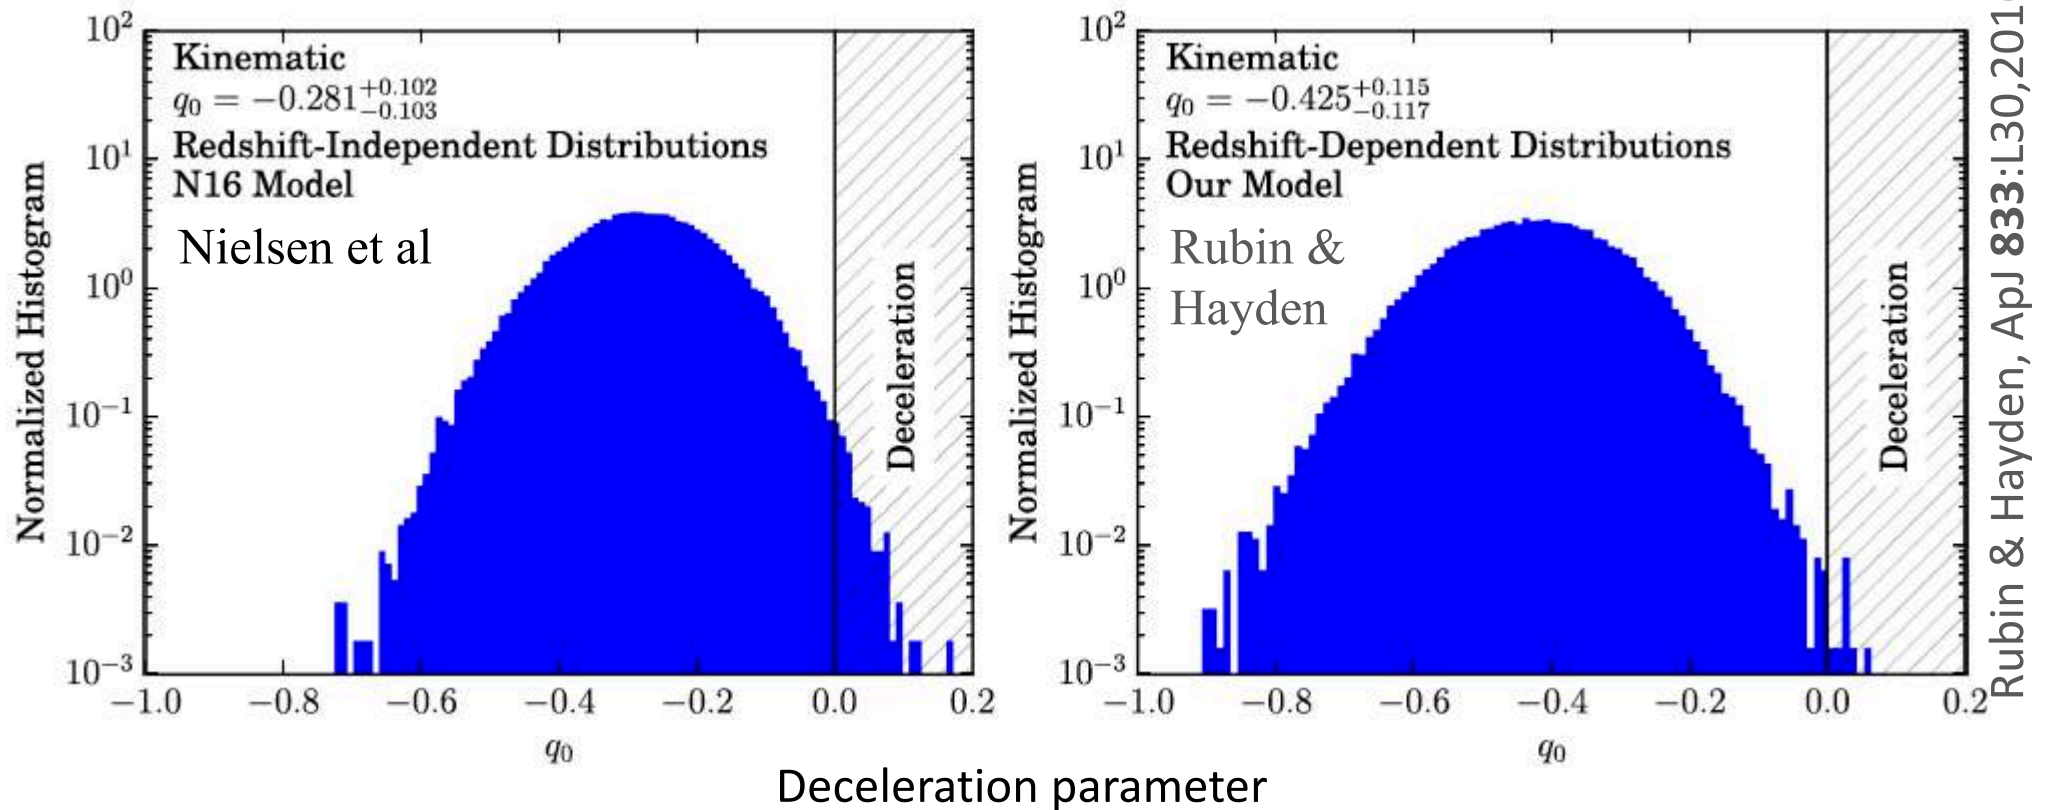 Kinematic
q₀ = −0.281 +0.102 −0.103
Redshift-Independent Distributions
N16 Model
Nielsen et al
Deceleration
Normalized Histogram
10²
10¹
10⁰
10⁻¹
10⁻²
10⁻³
−1.0 −0.8 −0.6 −0.4 −0.2 0.0 0.2
q₀
Kinematic
q₀ = −0.425 +0.115 −0.117
Redshift-Dependent Distributions
Our Model
Rubin &
Hayden
Deceleration
Normalized Histogram
10²
10¹
10⁰
10⁻¹
10⁻²
10⁻³
−1.0 −0.8 −0.6 −0.4 −0.2 0.0 0.2
q₀
Deceleration parameter
Rubin & Hayden, ApJ 833:L30,